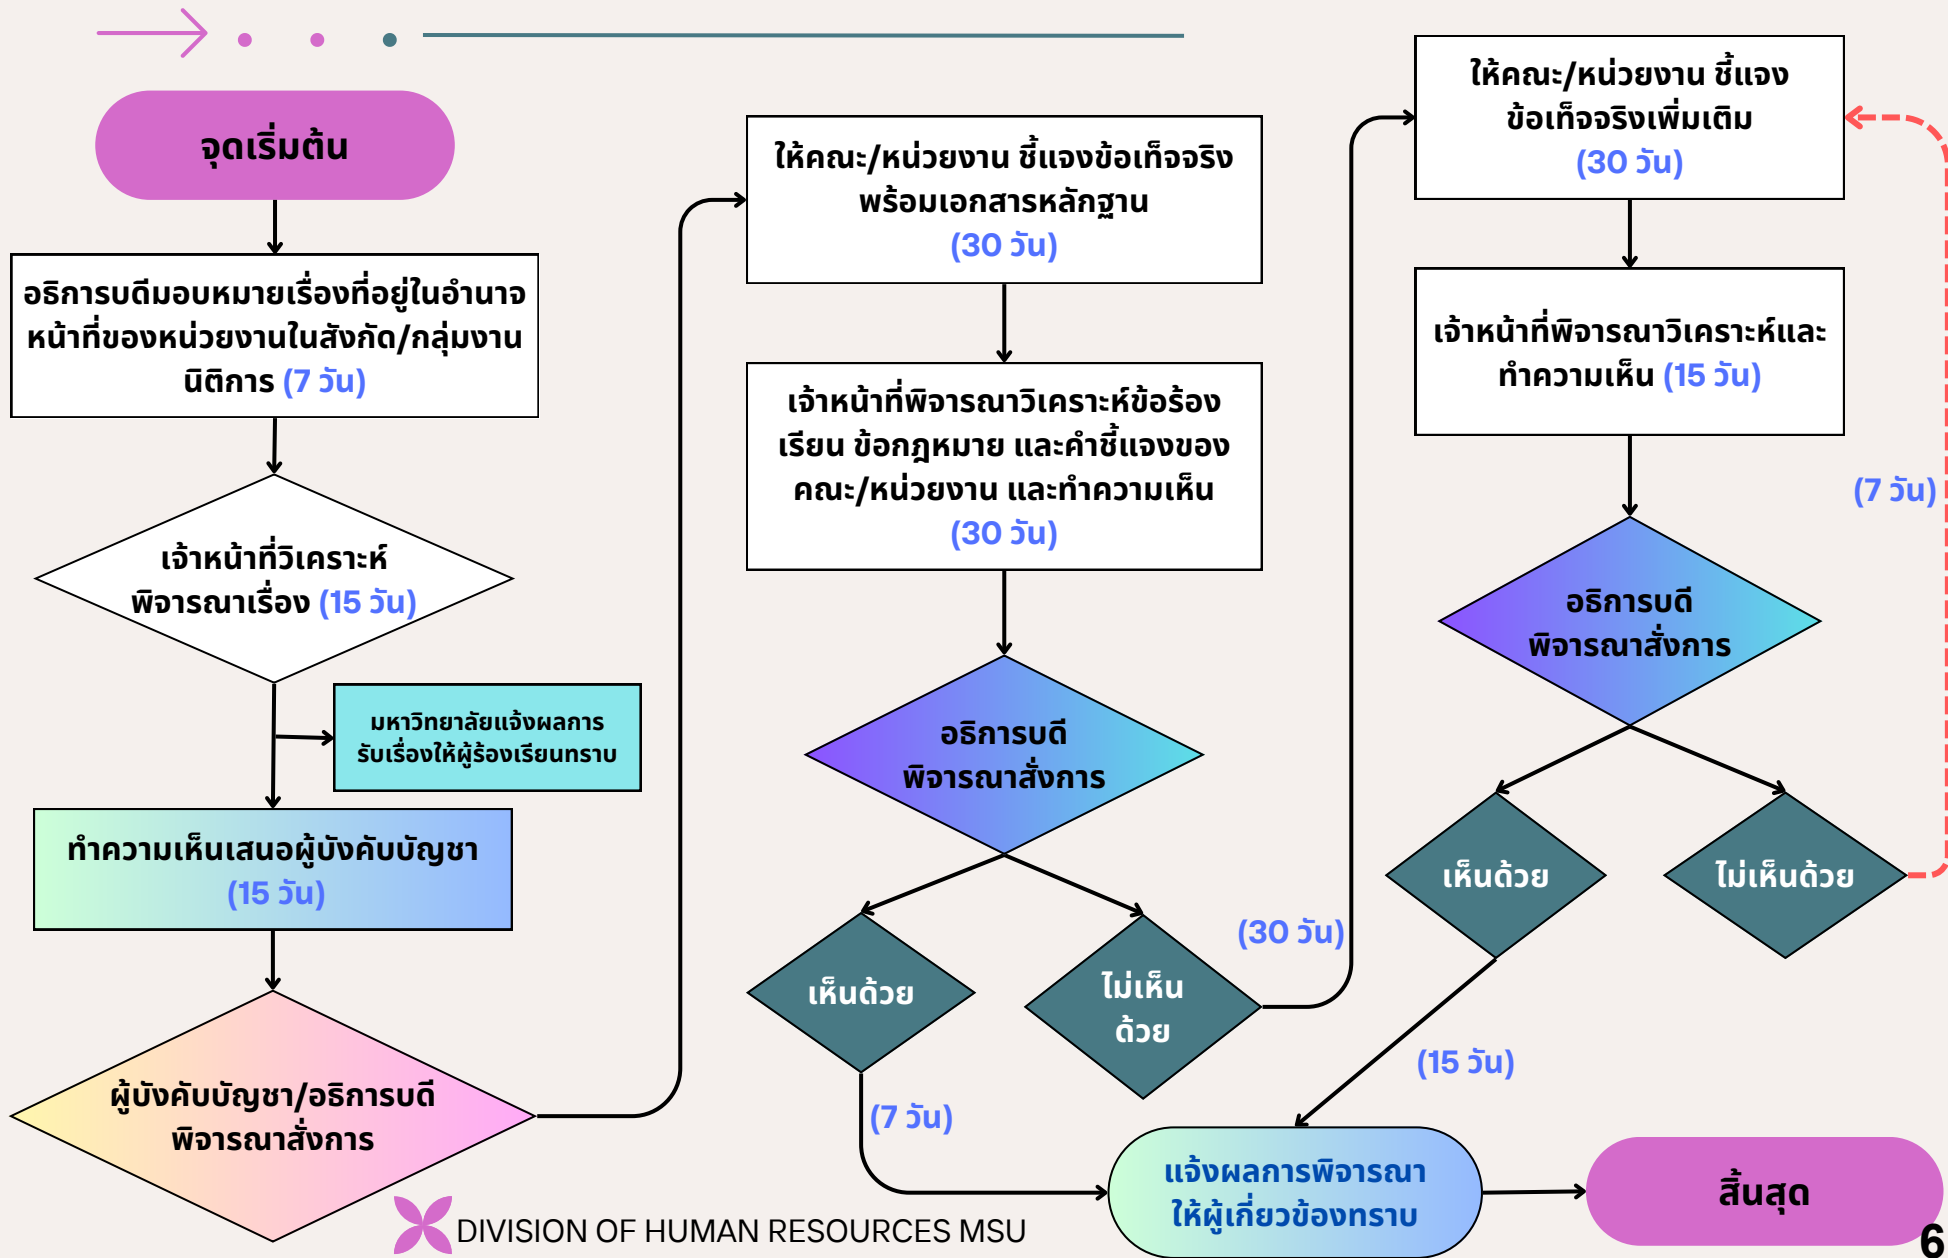 จุดเริ่มต้น
อธิการบดีมอบหมายเรื่องที่อยู่ในอำนาจ
หน้าที่ของหน่วยงานในสังกัด/กลุ่มงาน
นิติการ (7 วัน)
เจ้าหน้าที่วิเคราะห์
พิจารณาเรื่อง (15 วัน)
มหาวิทยาลัยแจ้งผลการ
รับเรื่องให้ผู้ร้องเรียนทราบ
ทำความเห็นเสนอผู้บังคับบัญชา
(15 วัน)
ผู้บังคับบัญชา/อธิการบดี
พิจารณาสั่งการ
ให้คณะ/หน่วยงาน ชี้แจงข้อเท็จจริง
พร้อมเอกสารหลักฐาน
(30 วัน)
เจ้าหน้าที่พิจารณาวิเคราะห์ข้อร้อง
เรียน ข้อกฎหมาย และคำชี้แจงของ
คณะ/หน่วยงาน และทำความเห็น
(30 วัน)
อธิการบดี
พิจารณาสั่งการ
เห็นด้วย
ไม่เห็น
ด้วย
(30 วัน)
(7 วัน)
ให้คณะ/หน่วยงาน ชี้แจง
ข้อเท็จจริงเพิ่มเติม
(30 วัน)
เจ้าหน้าที่พิจารณาวิเคราะห์และ
ทำความเห็น (15 วัน)
(7 วัน)
อธิการบดี
พิจารณาสั่งการ
เห็นด้วย
ไม่เห็นด้วย
(15 วัน)
แจ้งผลการพิจารณา
ให้ผู้เกี่ยวข้องทราบ
สิ้นสุด
DIVISION OF HUMAN RESOURCES MSU
6